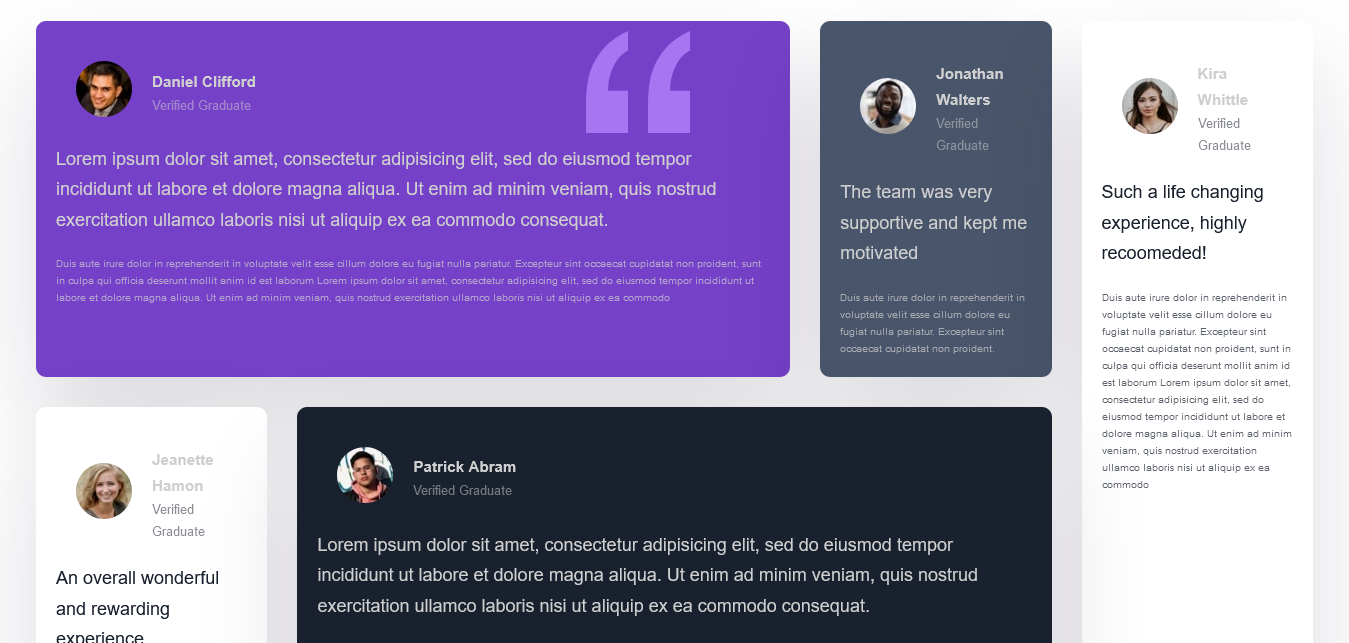 Daniel Clifford
Verified Graduate
Lorem ipsum dolor sit amet, consectetur adipisicing elit, sed do eiusmod tempor
incididunt ut labore et dolore magna aliqua. Ut enim ad minim veniam, quis nostrud
exercitation ullamco laboris nisi ut aliquip ex ea commodo consequat.
Duis aute irure dolor in reprehenderit in voluptate velit esse cillum dolore eu fugiat nulla pariatur. Excepteur sint occaecat cupidatat non proident, sunt
in culpa qui officia deserunt mollit anim id est laborum Lorem ipsum dolor sit amet, consectetur adipisicing elit, sed do eiusmod tempor incididunt ut
labore et dolore magna aliqua. Ut enim ad minim veniam, quis nostrud exercitation ullamco laboris nisi ut aliquip ex ea commodo
Jonathan
Walters
Verified
Graduate
The team was very
supportive and kept me
motivated
Duis aute irure dolor in reprehenderit in
voluptate velit esse cillum dolore eu
fugiat nulla pariatur. Excepteur sint
occaecat cupidatat non proident.
Kira
Whittle
Verified
Graduate
Such a life changing
experience, highly
recoomeded!
Duis aute irure dolor in reprehenderit in
voluptate velit esse cillum dolore eu
fugiat nulla pariatur. Excepteur sint
occaecat cupidatat non proident, sunt in
culpa qui officia deserunt mollit anim id
est laborum Lorem ipsum dolor sit amet,
consectetur adipisicing elit, sed do
eiusmod tempor incididunt ut labore et
dolore magna aliqua. Ut enim ad minim
veniam, quis nostrud exercitation
ullamco laboris nisi ut aliquip ex ea
commodo
Jeanette
Hamon
Verified
Graduate
An overall wonderful
and rewarding
experience
Patrick Abram
Verified Graduate
Lorem ipsum dolor sit amet, consectetur adipisicing elit, sed do eiusmod tempor
incididunt ut labore et dolore magna aliqua. Ut enim ad minim veniam, quis nostrud
exercitation ullamco laboris nisi ut aliquip ex ea commodo consequat.